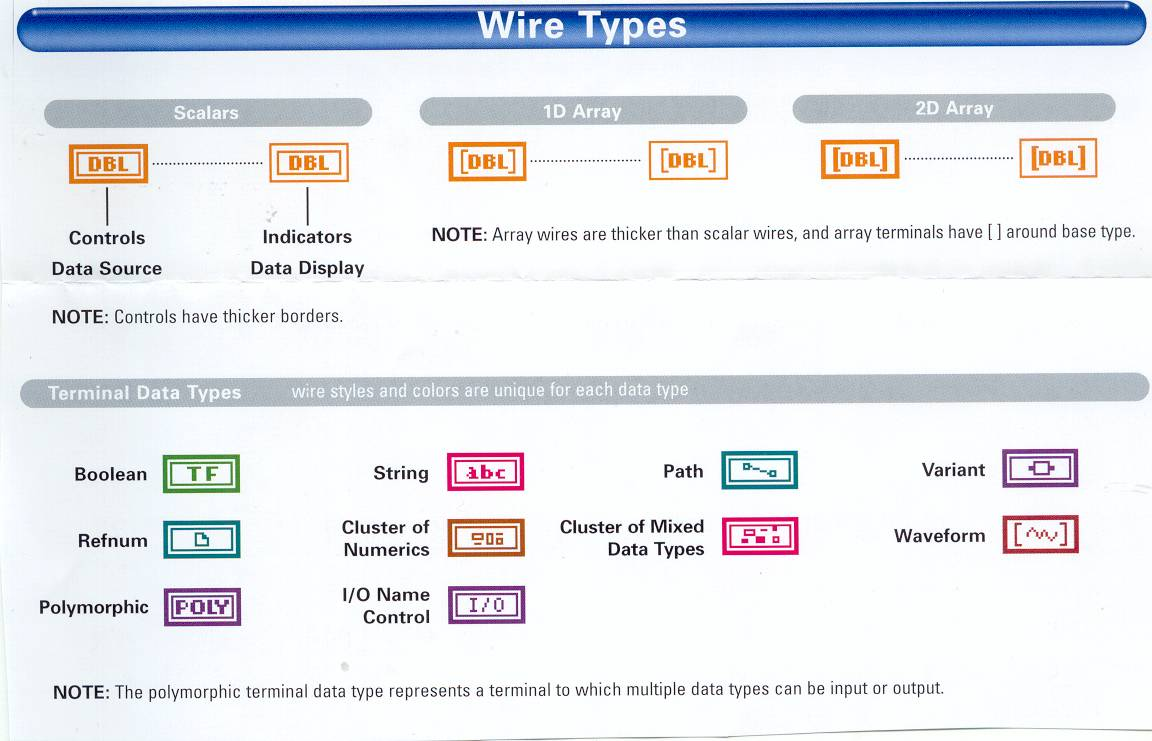 Wire Types
Scalars
1D Array
2D Array
DBL
DBL
[DBL]
[DBL]
[DBL]
[DBL]
Controls
Data Source
Indicators
Data Display
NOTE: Array wires are thicker than scalar wires, and array terminals have [ ] around base type.
NOTE: Controls have thicker borders.
Terminal Data Types wire styles and colors are unique for each data type
Boolean TF
String abc
Path
Variant
Refnum
Cluster of
Numerics
Cluster of Mixed
Data Types
Waveform
Polymorphic POLY
I/O Name
Control
I/O
NOTE: The polymorphic terminal data type represents a terminal to which multiple data types can be input or output.